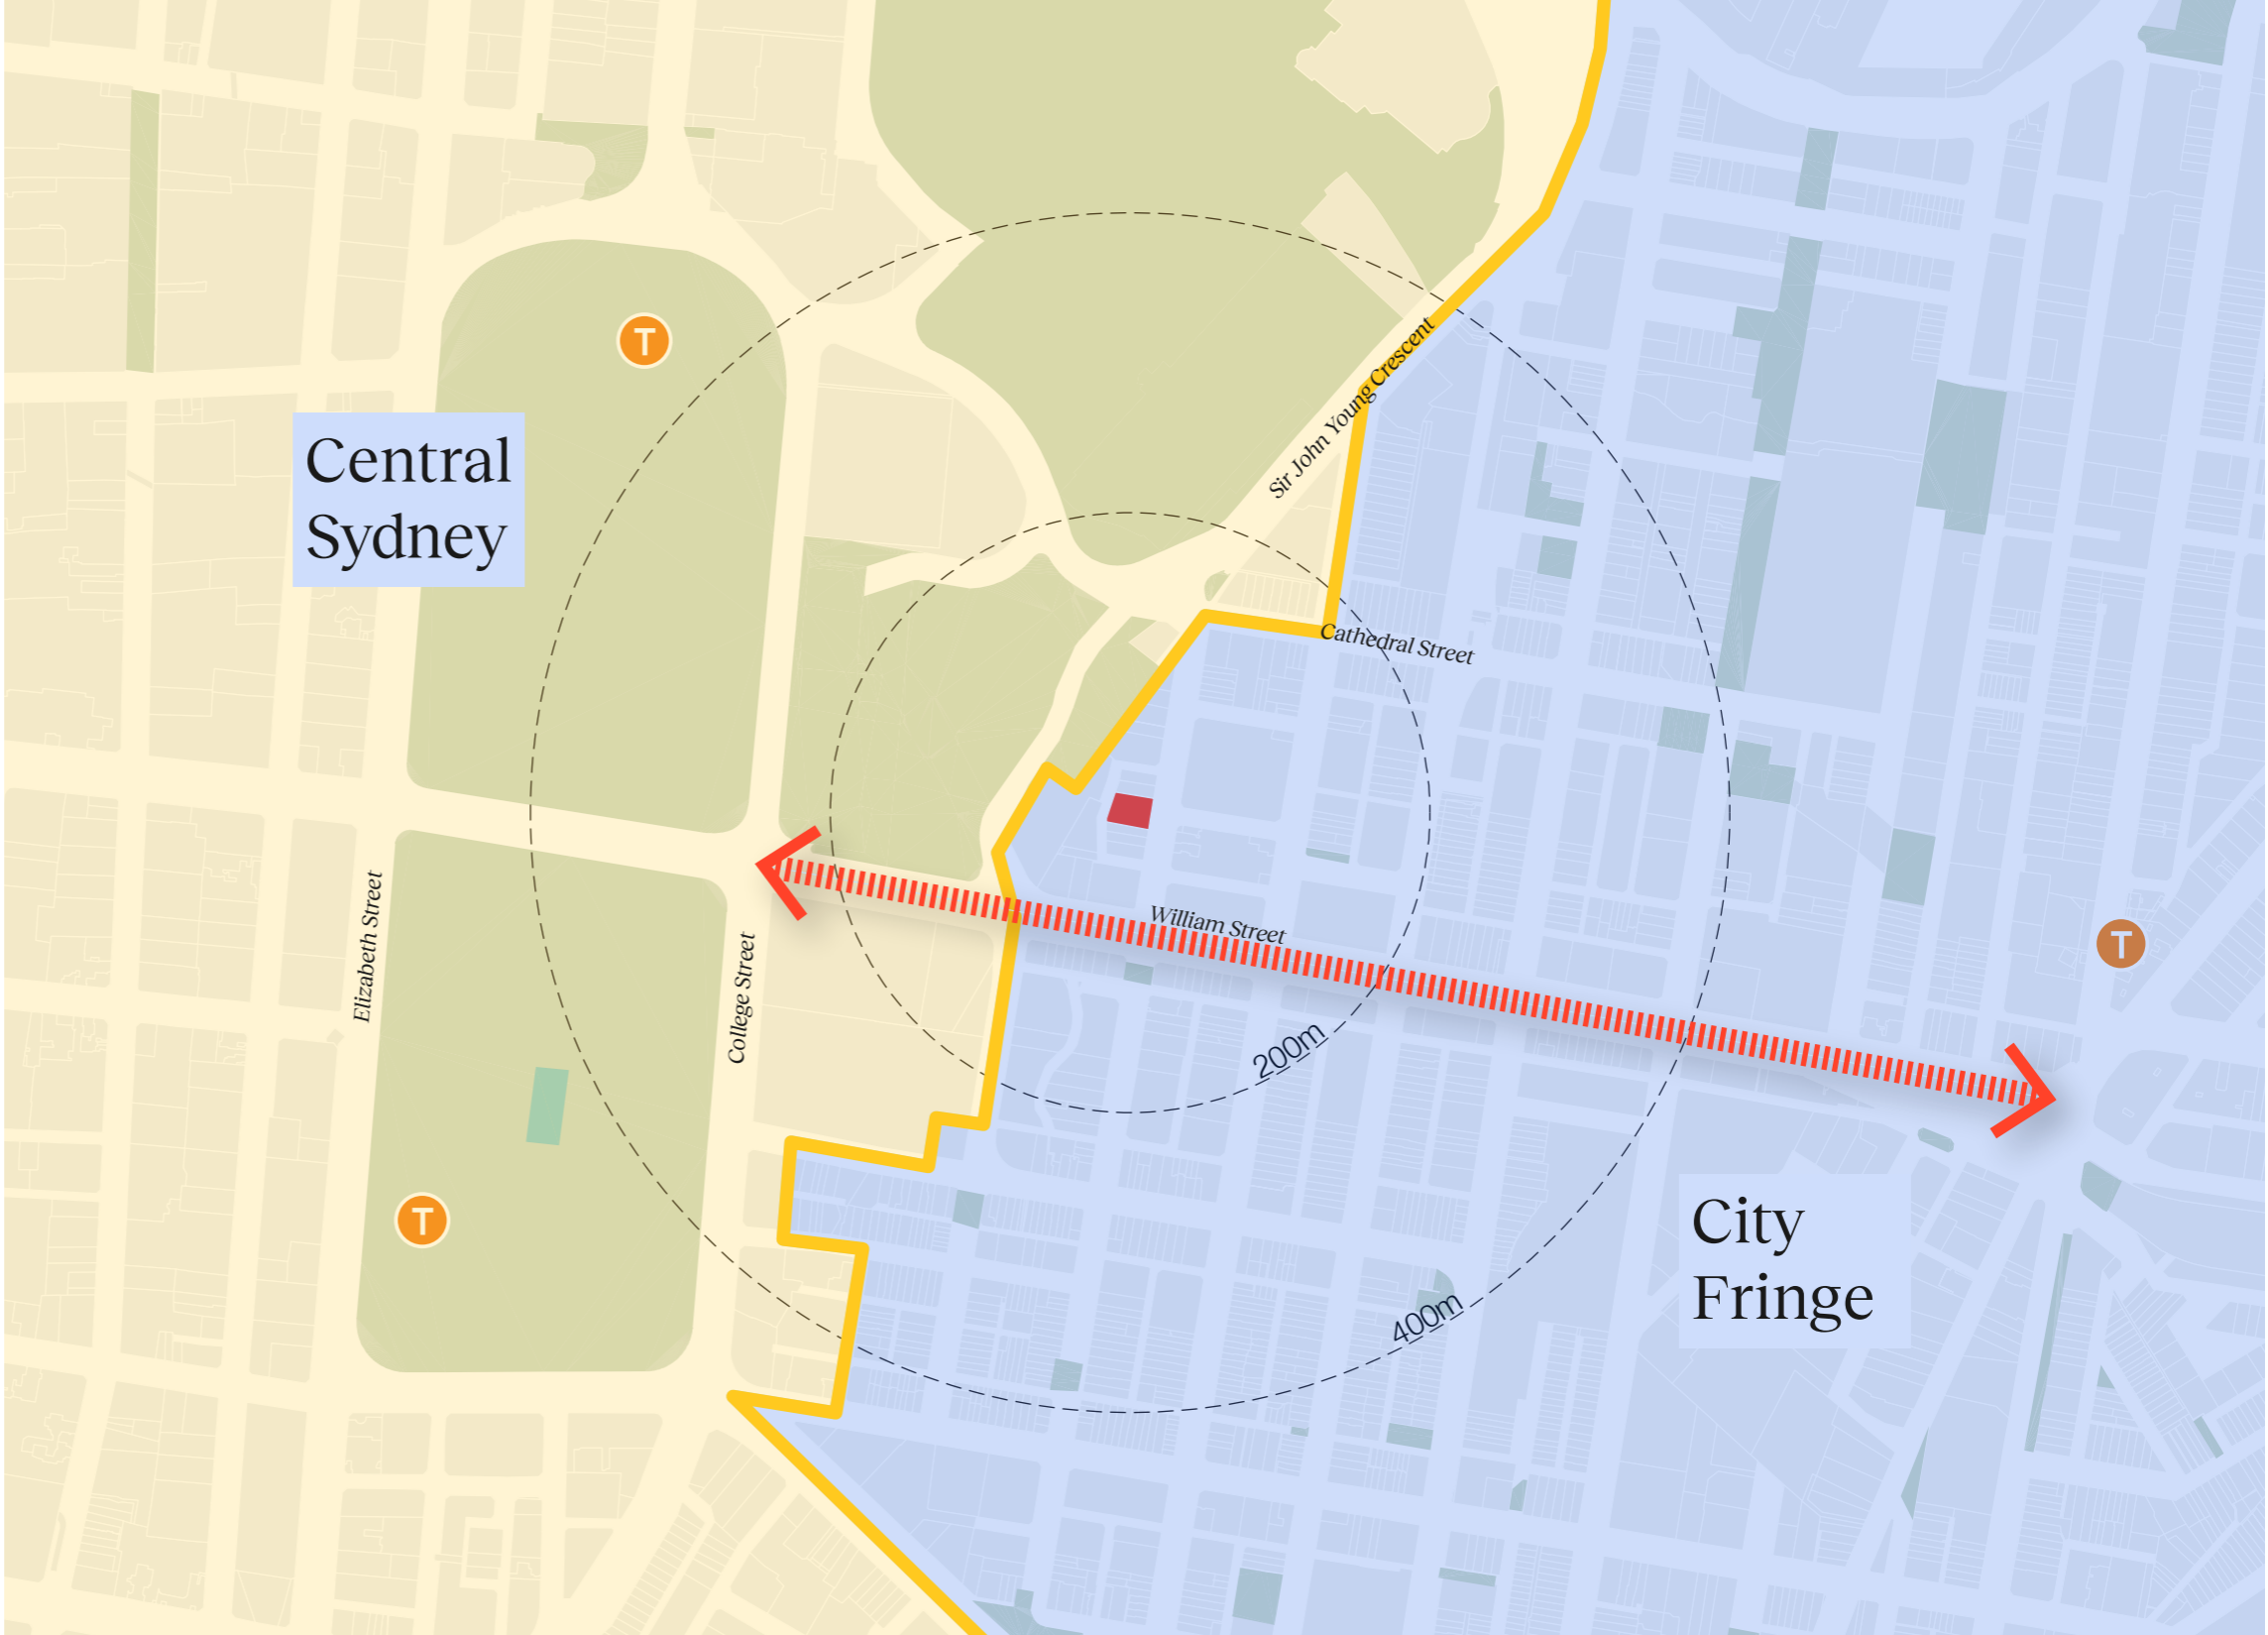 T
Sir John Young Crescent
Central
Sydney
Cathedral Street
Elizabeth Street
College Street
William Street
T
200m
T
City
Fringe
400m